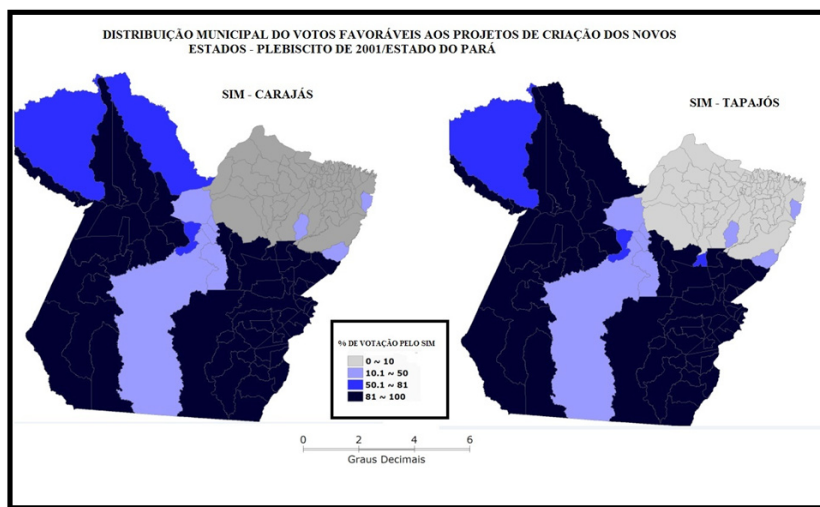 DISTRIBUIÇÃO MUNICIPAL DO VOTOS FAVORÁVEIS AOS PROJETOS DE CRIAÇÃO DOS NOVOS
ESTADOS - PLEBISCITO DE 2001/ESTADO DO PARÁ
SIM - CARAJÁS
SIM - TAPAJÓS
% DE VOTAÇÃO PELO SIM
0 ~ 10
10.1 ~ 50
50.1 ~ 81
81 ~ 100
0 2 4 6
Graus Decimais